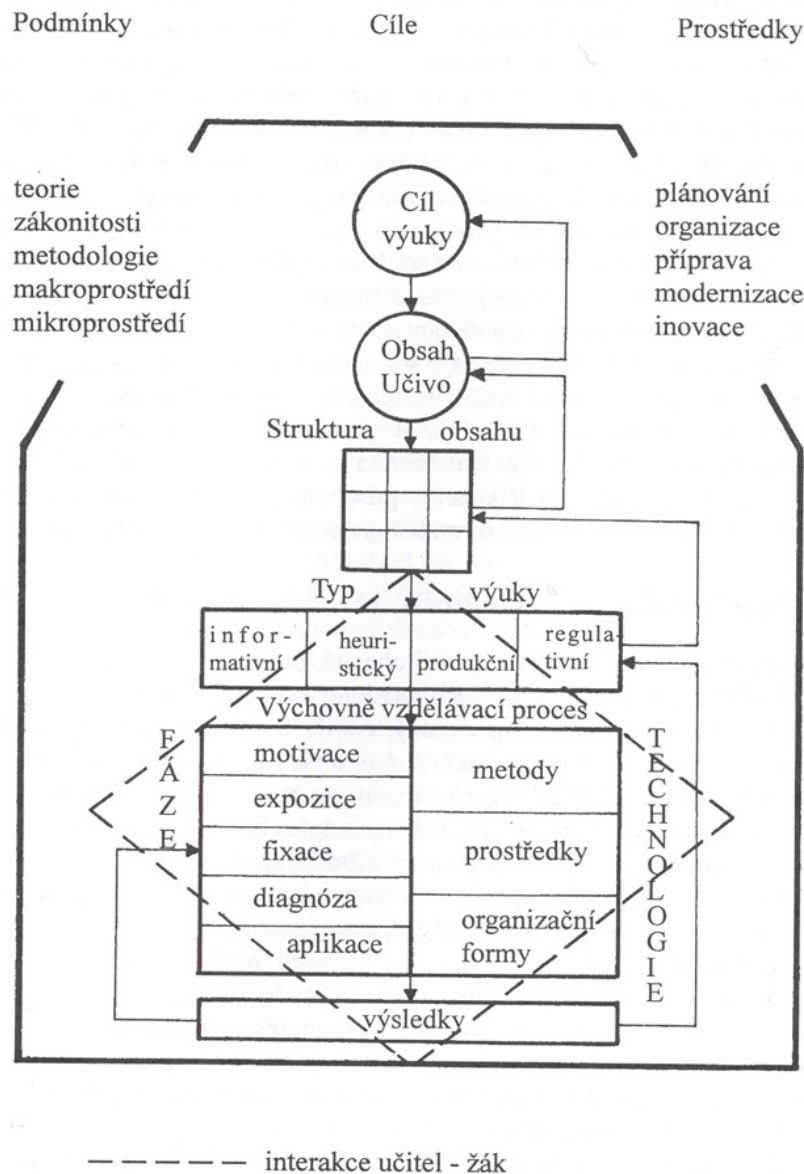 Podmínky
Cíle
Prostředky
teorie
zákonitosti
metodologie
makroprostředí
mikroprostředí
Cíl
výuky
plánování
organizace
příprava
modernizace
inovace
Obsah
Učivo
Struktura obsahu
Typ výuky
infor-
mativní
heuri-
stický
produkční
regula-
tivní
Výchovně vzdělávací proces
FÁZE
motivace
expozice
fixace
diagnóza
aplikace
metody
prostředky
organizační
formy
TECHNOLOGIE
výsledky
interakce učitel - žák